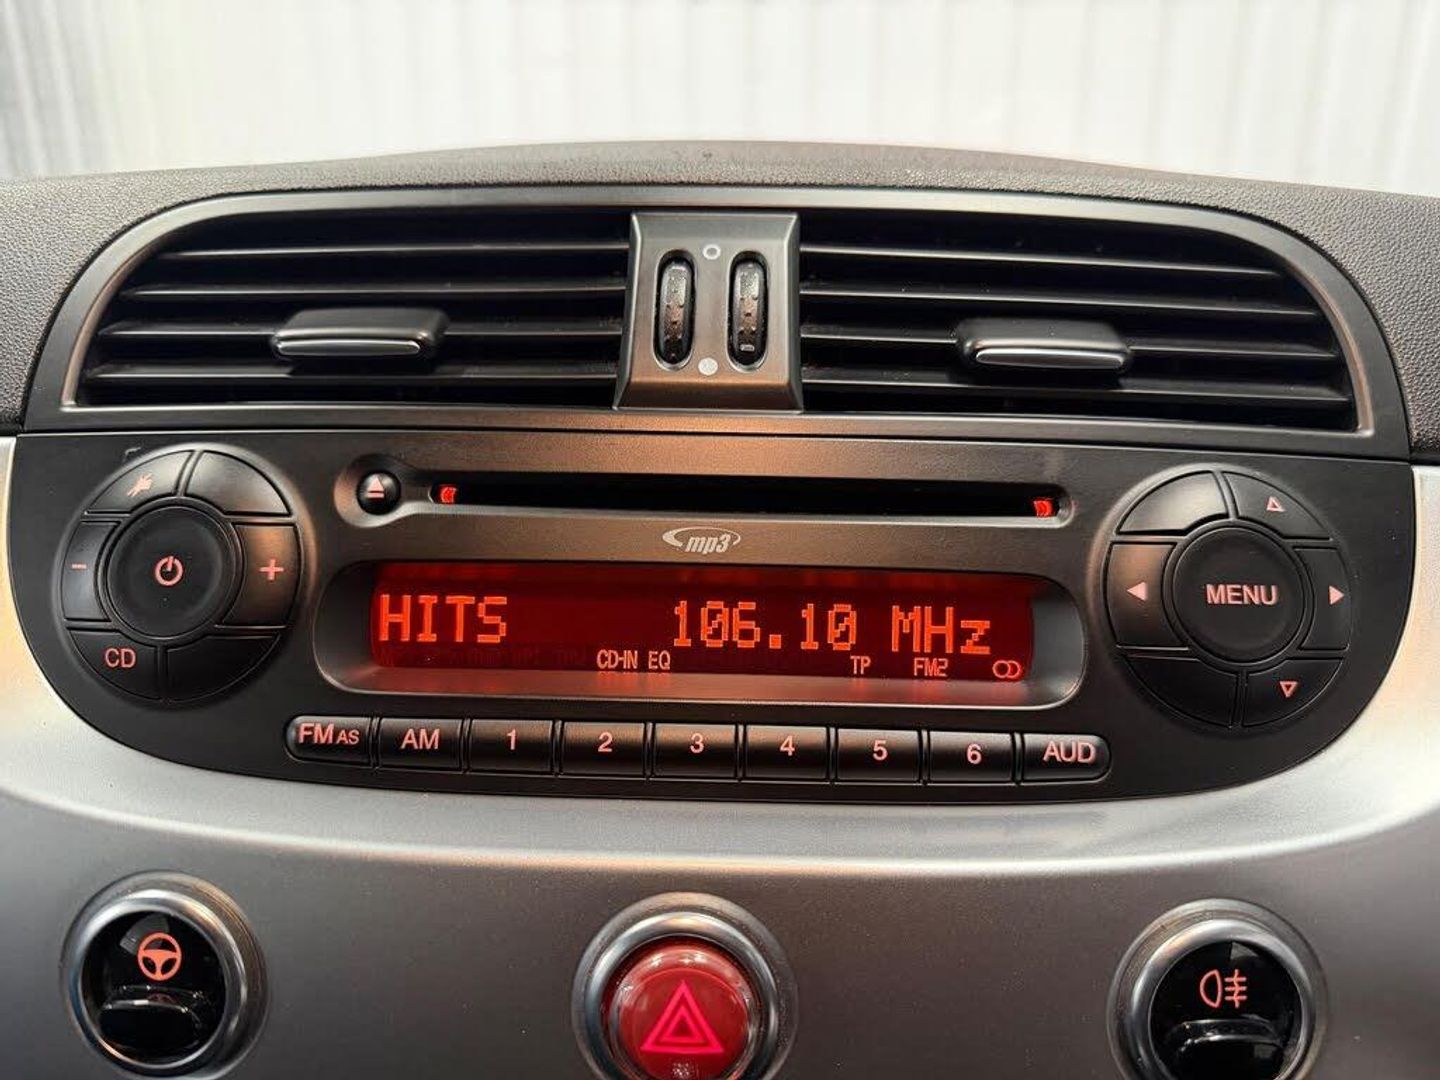 mp3
HITS 106.10 MHz
CD-IN EQ TP FM2
MENU
CD
FM AS AM 1 2 3 4 5 6 AUD